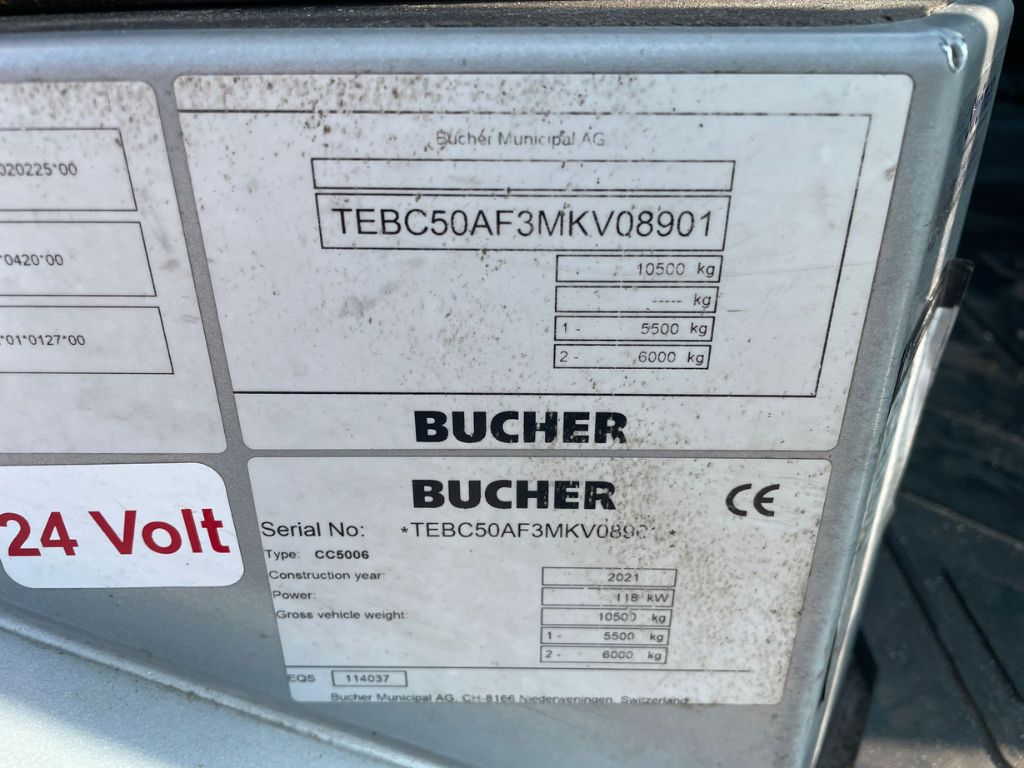 020225*00
*0420*00
*01*0127*00
24 Volt
Bucher Municipal AG
TEBC50AF3MKV08901
10500 kg
----- kg
1 - 5500 kg
2 - 6000 kg
BUCHER
BUCHER CE
Serial No: *TEBC50AF3MKV08901*
Type: CC5006
Construction year: 2021
Power: 118 kW
Gross vehicle weight: 10500 kg
1 - 5500 kg
2 - 6000 kg
EQS 114037
Bucher Municipal AG, CH-8166 Niederweningen, Switzerland